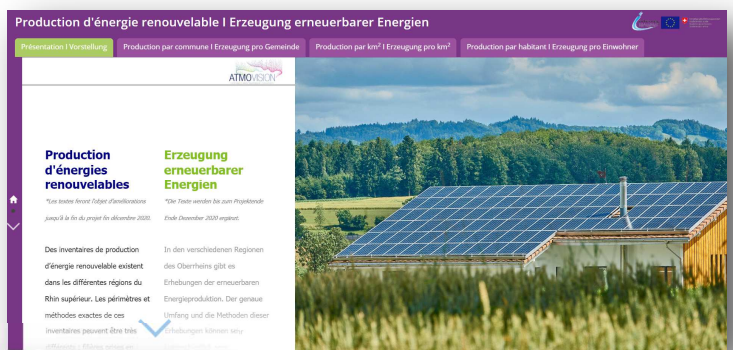 Production d'énergie renouvelable I Erzeugung erneuerbarer Energien
Présentation I Vorstellung
Production par commune I Erzeugung pro Gemeinde
Production par km² I Erzeugung pro km²
Production par habitant I Erzeugung pro Einwohner
ATMOVISION
Production
d'énergies
renouvelables
*Les textes feront l'objet d'améliorations
jusqu'à la fin du projet fin décembre 2020.
Des inventaires de production
d'énergie renouvelable existent
dans les différentes régions du
Rhin supérieur. Les périmètres et
méthodes exactes de ces
inventaires peuvent être très
Erzeugung
erneuerbarer
Energien
*Die Texte werden bis zum Projektende
Ende Dezember 2020 ergänzt.
In den verschiedenen Regionen
des Oberrheins gibt es
Erhebungen der erneuerbaren
Energieproduktion. Der genaue
Umfang und die Methoden dieser
Erhebungen können sehr